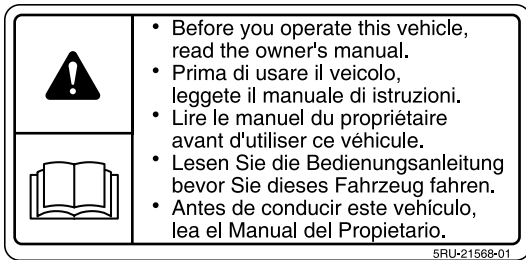 • Before you operate this vehicle,
read the owner's manual.
• Prima di usare il veicolo,
leggete il manuale di istruzioni.
• Lire le manuel du propriétaire
avant d'utiliser ce véhicule.
• Lesen Sie die Bedienungsanleitung
bevor Sie dieses Fahrzeug fahren.
• Antes de conducir este vehículo,
lea el Manual del Propietario.
5RU-21568-01